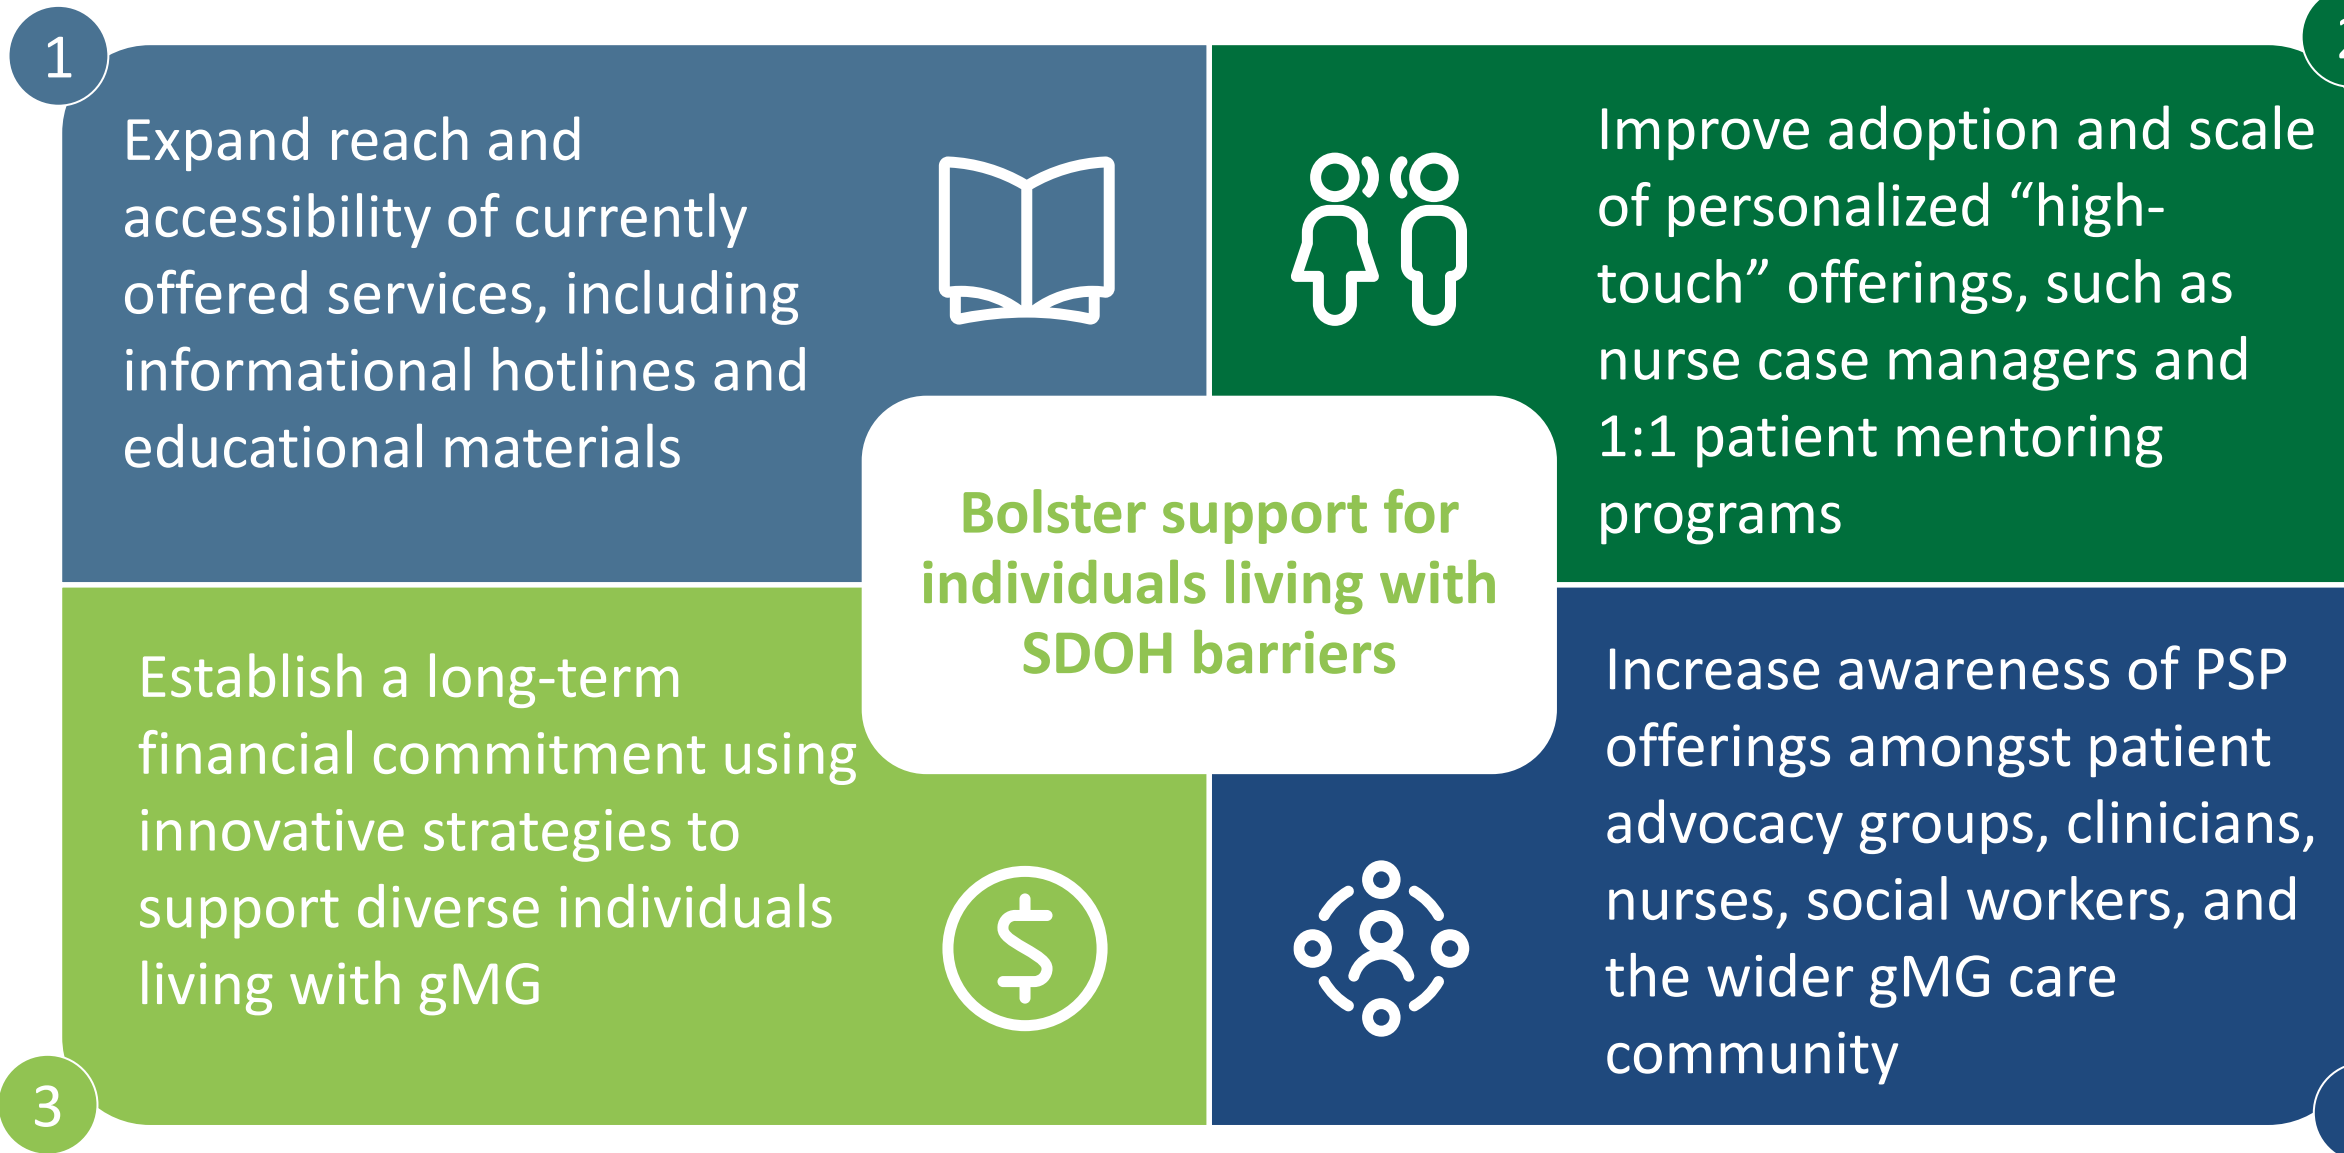 1
Expand reach and
accessibility of currently
offered services, including
informational hotlines and
educational materials
Improve adoption and scale
of personalized “high-
touch” offerings, such as
nurse case managers and
1:1 patient mentoring
programs
Bolster support for
individuals living with
SDOH barriers
3
Establish a long-term
financial commitment using
innovative strategies to
support diverse individuals
living with gMG
$
Increase awareness of PSP
offerings amongst patient
advocacy groups, clinicians,
nurses, social workers, and
the wider gMG care
community